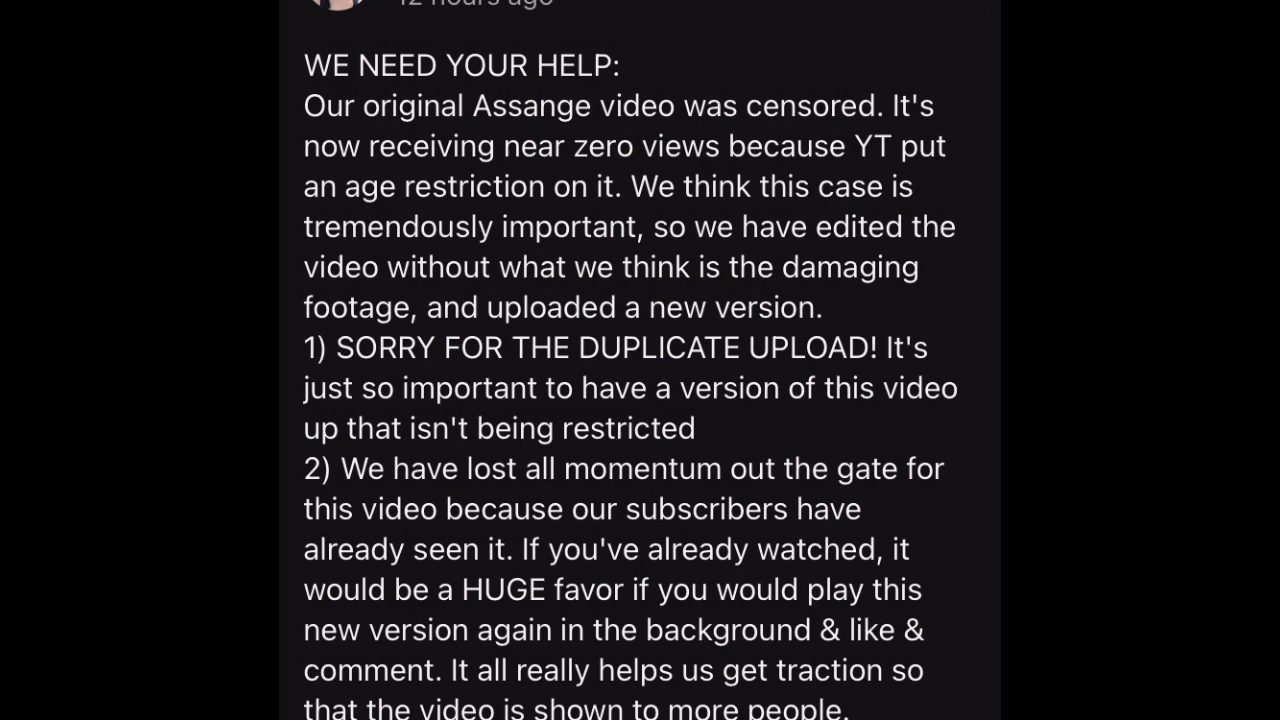 12 hours ago
WE NEED YOUR HELP:
Our original Assange video was censored. It's
now receiving near zero views because YT put
an age restriction on it. We think this case is
tremendously important, so we have edited the
video without what we think is the damaging
footage, and uploaded a new version.
1) SORRY FOR THE DUPLICATE UPLOAD! It's
just so important to have a version of this video
up that isn't being restricted
2) We have lost all momentum out the gate for
this video because our subscribers have
already seen it. If you've already watched, it
would be a HUGE favor if you would play this
new version again in the background & like &
comment. It all really helps us get traction so
that the video is shown to more people.